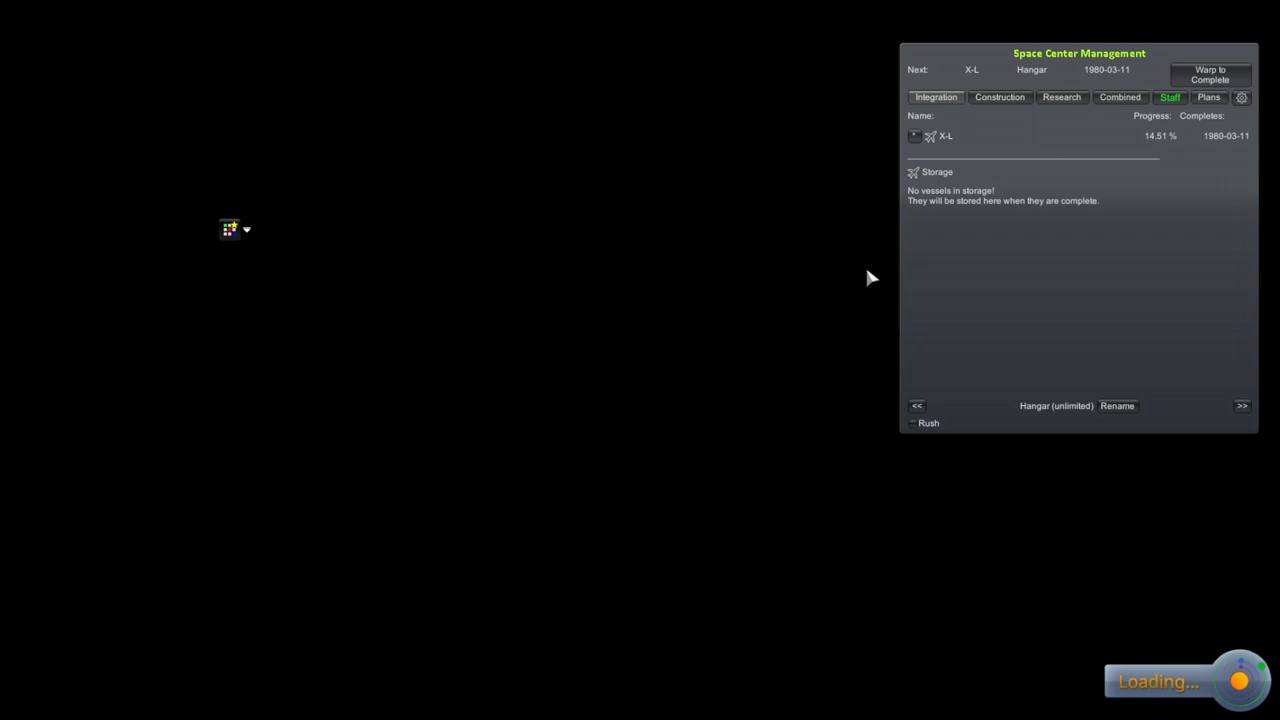 Space Center Management
Next: X-L Hangar 1980-03-11 Warp to Complete
Integration Construction Research Combined Staff Plans
Name: Progress: Completes:
* X-L 14.51 % 1980-03-11
Storage
No vessels in storage!
They will be stored here when they are complete.
<< Hangar (unlimited) Rename >>
Rush
Loading...